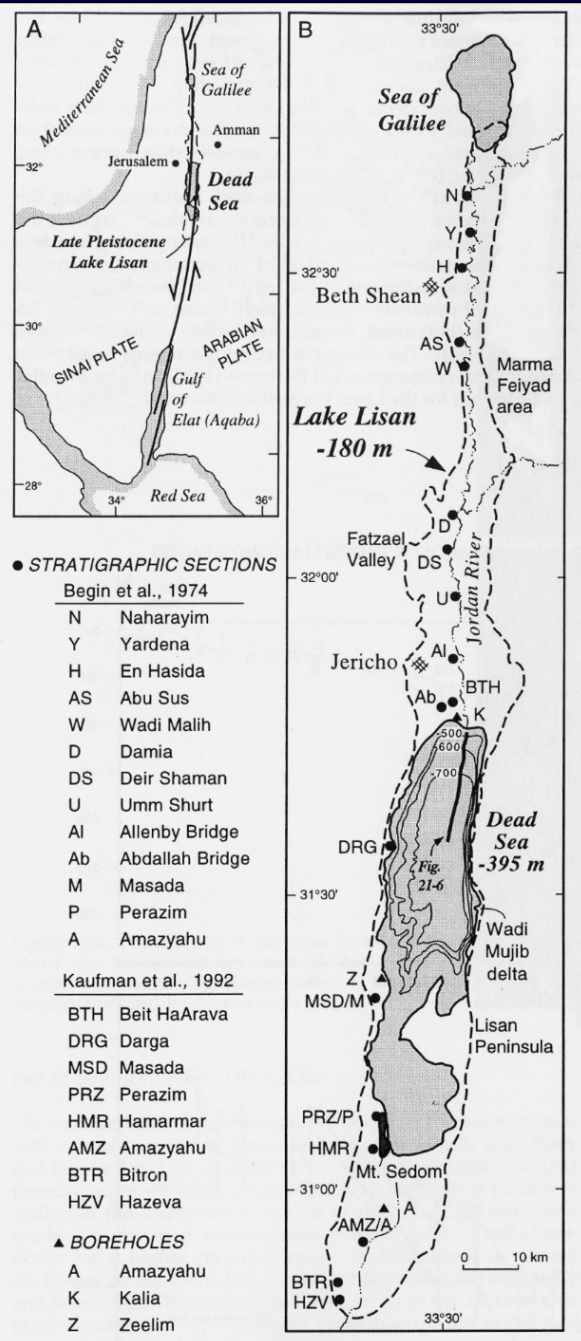 A
Mediterranean Sea
Sea of
Galilee
Amman
Jerusalem
32
Dead
Sea
Late Pleistocene
Lake Lisan
30
SINAI PLATE
ARABIAN
PLATE
Gulf
of
Elat (Aqaba)
28°
34°
Red Sea
36°
STRATIGRAPHIC SECTIONS
Begin et al., 1974
N Naharayim
Y Yardena
H En Hasida
AS Abu Sus
W Wadi Malih
D Damia
DS Deir Shaman
U Umm Shurt
Al Allenby Bridge
Ab Abdallah Bridge
M Masada
P Perazim
A Amazyahu
Kaufman et al., 1992
BTH Beit HaArava
DRG Darga
MSD Masada
PRZ Perazim
HMR Hamarmar
AMZ Amazyahu
BTR Bitron
HZV Hazeva
BOREHOLES
A Amazyahu
K Kalia
Z Zeelim
B
33°30'
Sea of
Galilee
N
Y
H
32°30'
Beth Shean
AS
W
Marma
Feiyad
area
Lake Lisan
-180 m
D
Fatzael
Valley
DS
32°00'
U
Jordan River
Al
Jericho
BTH
Ab
K
-500
-600
-700
Dead
Sea
-395 m
DRG
Fig.
21-6
31°30'
Wadi
Mujib
delta
Z
MSD/M
Lisan
Peninsula
PRZ/P
HMR
Mt. Sedom
31°00'
A
AMZ/A
0 10 km
BTR
HZV
33°30'